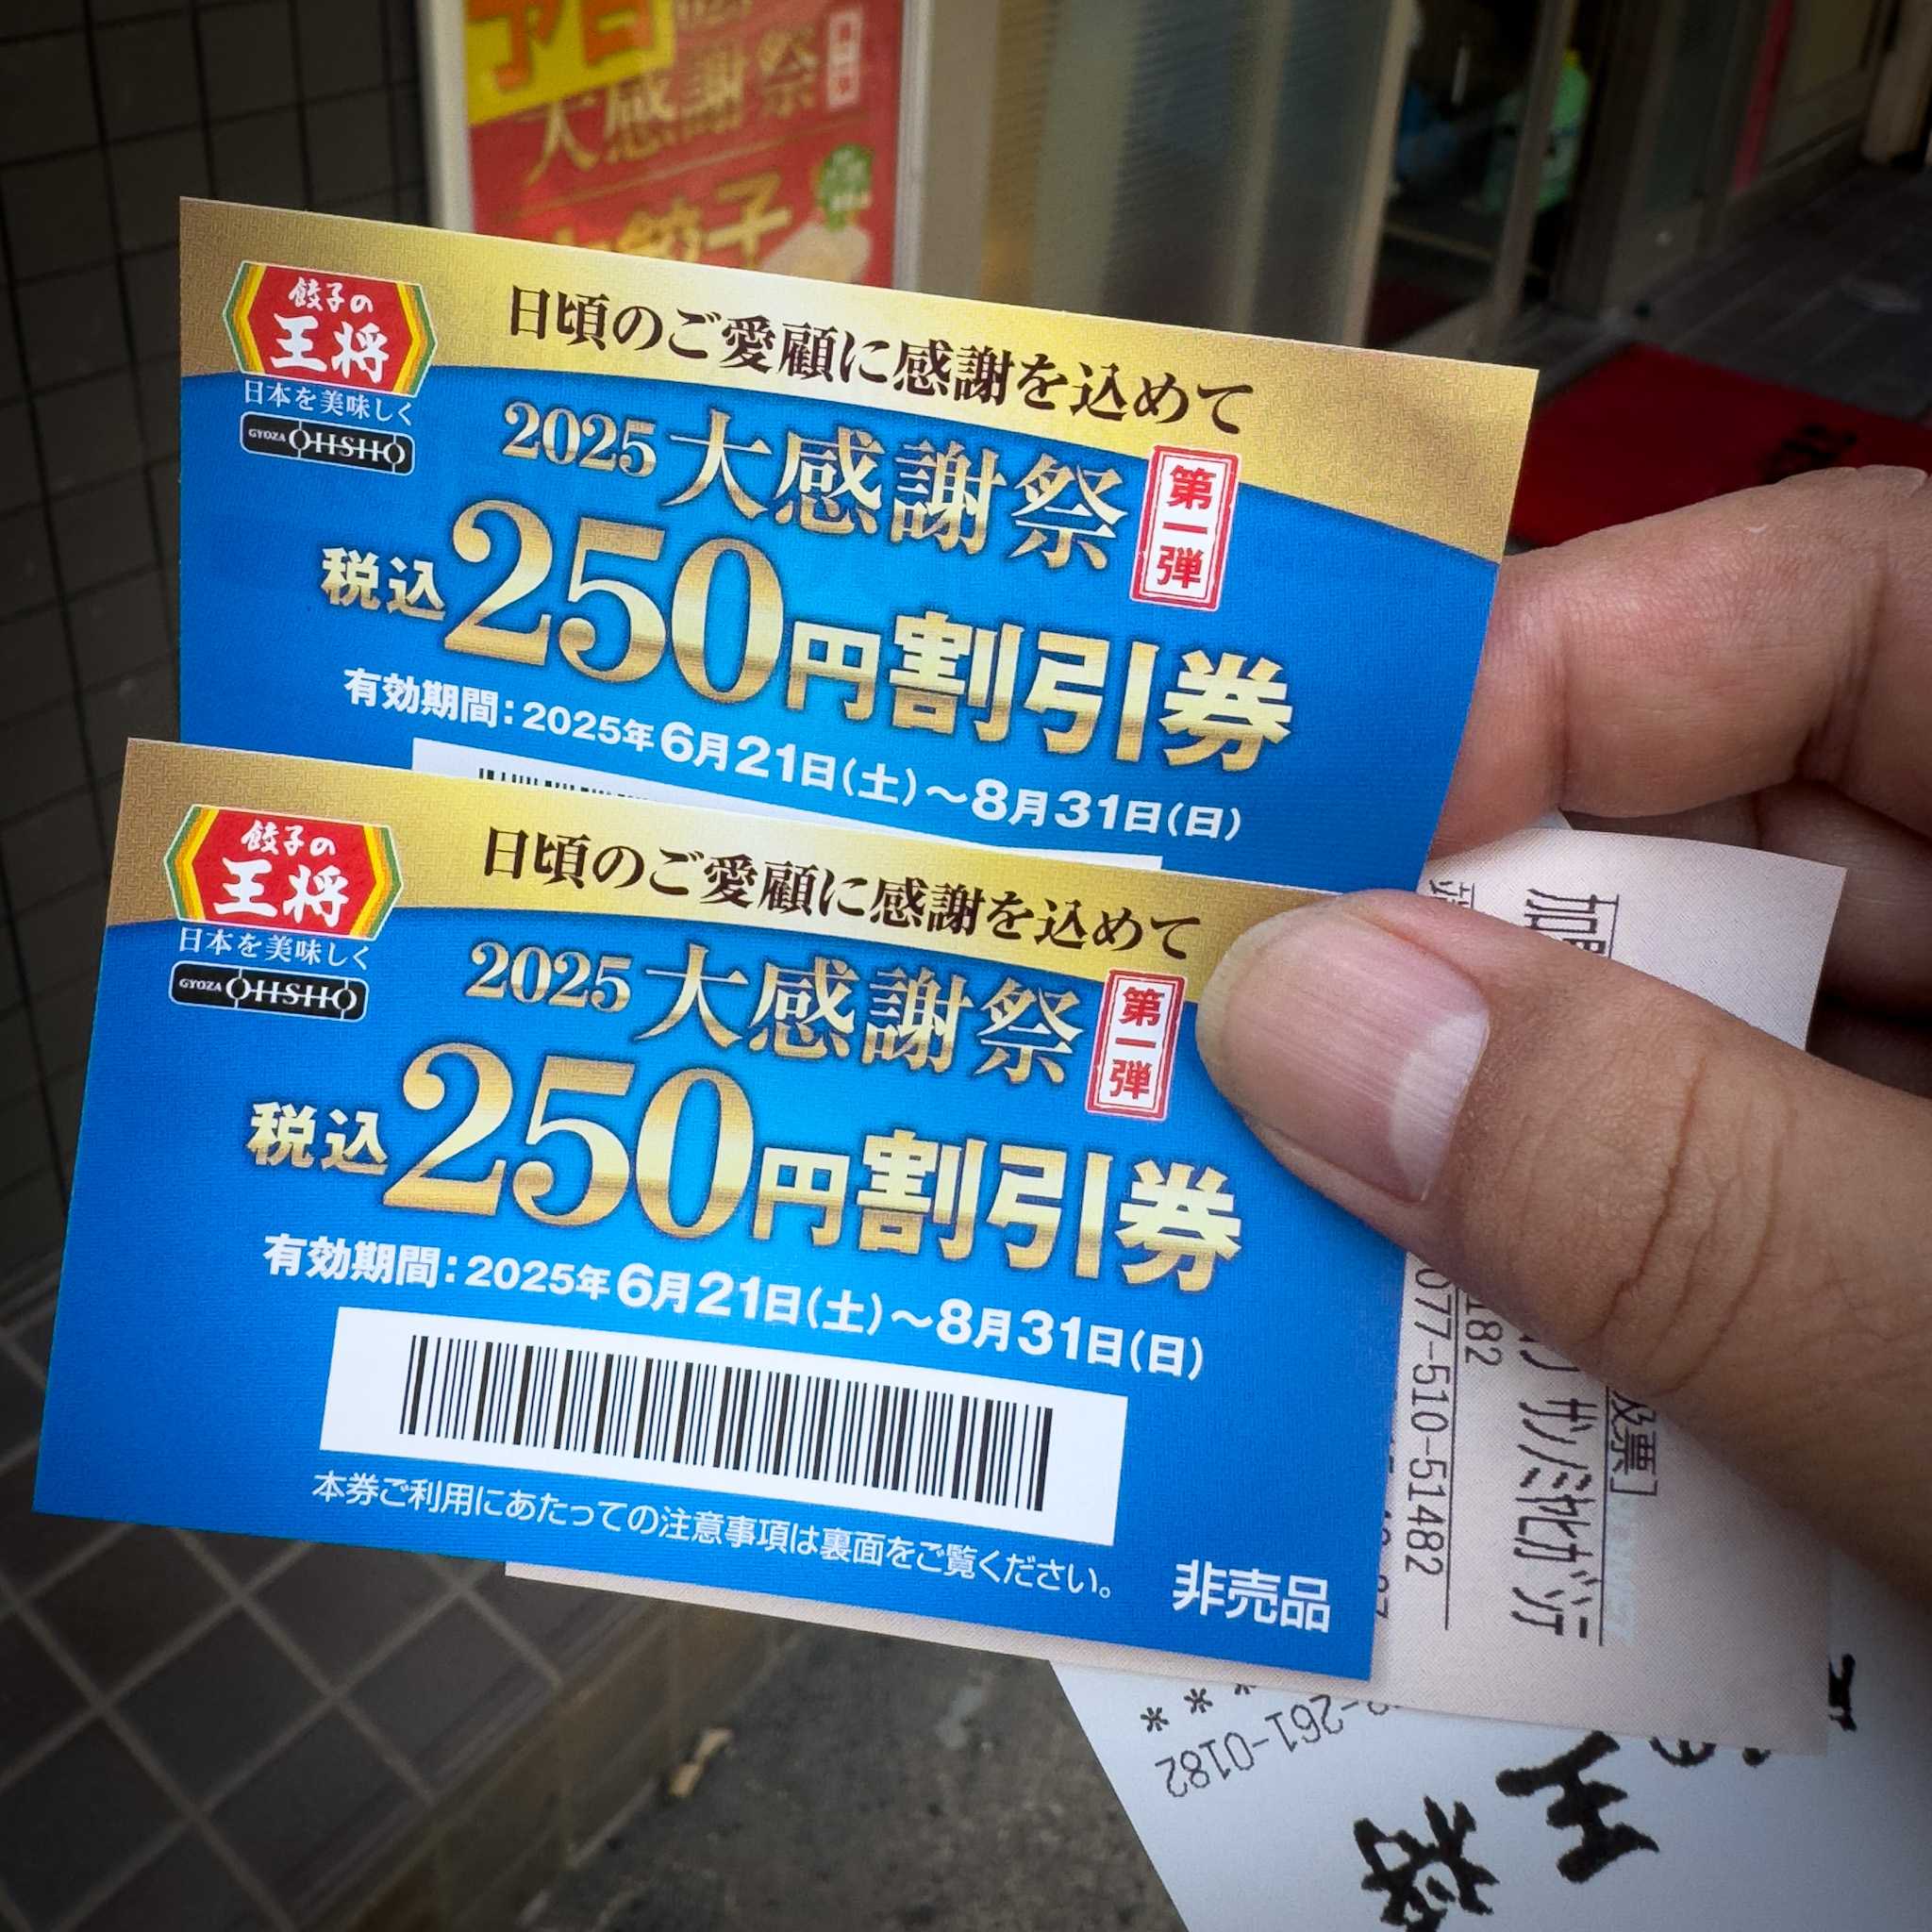 大感謝祭
餃子の
王将
日本を美味しく
GYOZA OHSHO
日頃のご愛顧に感謝を込めて
2025 大感謝祭 第一弾
税込250円割引券
有効期間:2025年6月21日(土)~8月31日(日)
餃子の
王将
日本を美味しく
GYOZA OHSHO
日頃のご愛顧に感謝を込めて
2025 大感謝祭 第一弾
税込250円割引券
有効期間:2025年6月21日(土)~8月31日(日)
本券ご利用にあたっての注意事項は裏面をご覧ください。
非売品
077-510-51482
-261-0182